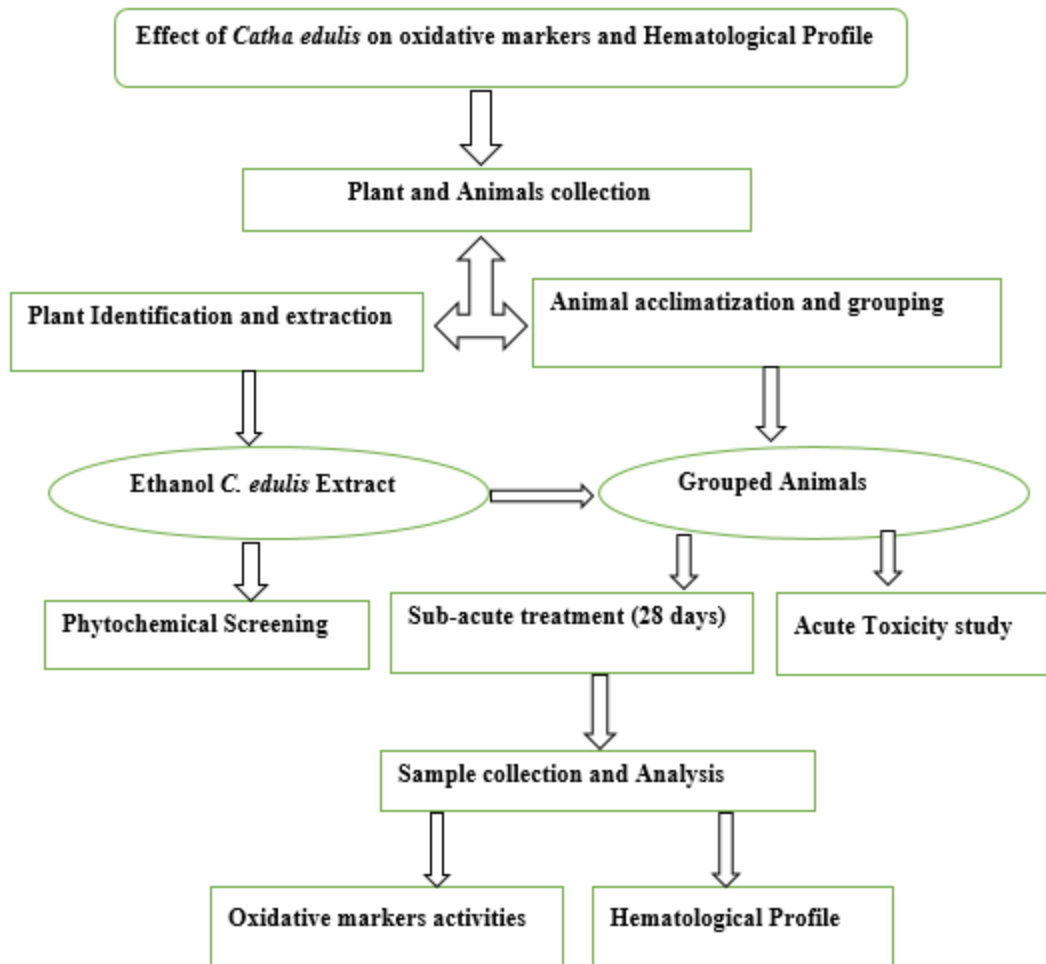 Effect of Catha edulis on oxidative markers and Hematological Profile
Plant and Animals collection
Plant Identification and extraction
Animal acclimatization and grouping
Ethanol C. edulis Extract
Grouped Animals
Phytochemical Screening
Sub-acute treatment (28 days)
Acute Toxicity study
Sample collection and Analysis
Oxidative markers activities
Hematological Profile